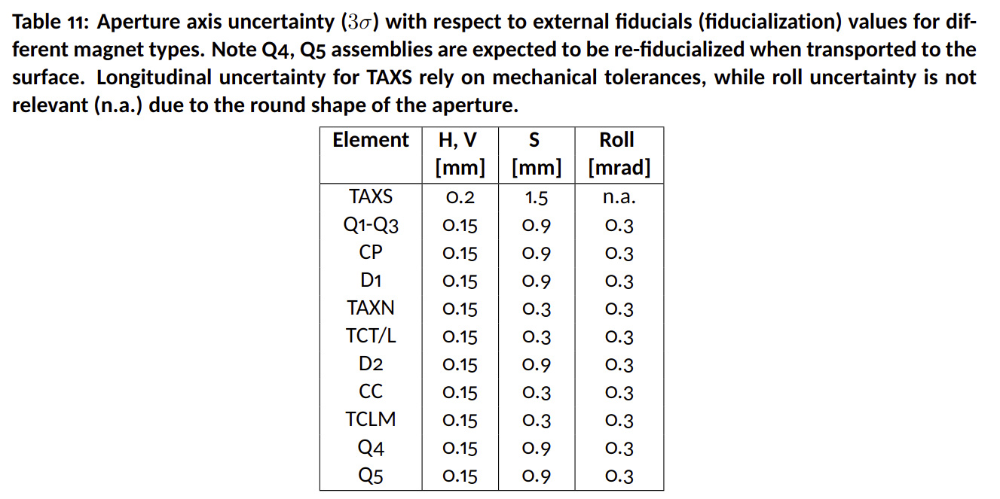 Table 11: Aperture axis uncertainty (3σ) with respect to external fiducials (fiducialization) values for dif-
ferent magnet types. Note Q4, Q5 assemblies are expected to be re-fiducialized when transported to the
surface. Longitudinal uncertainty for TAXS rely on mechanical tolerances, while roll uncertainty is not
relevant (n.a.) due to the round shape of the aperture.
Element H, V S Roll
[mm] [mm] [mrad]
TAXS 0.2 1.5 n.a.
Q1-Q3 0.15 0.9 0.3
CP 0.15 0.9 0.3
D1 0.15 0.9 0.3
TAXN 0.15 0.3 0.3
TCT/L 0.15 0.3 0.3
D2 0.15 0.9 0.3
CC 0.15 0.3 0.3
TCLM 0.15 0.3 0.3
Q4 0.15 0.9 0.3
Q5 0.15 0.9 0.3